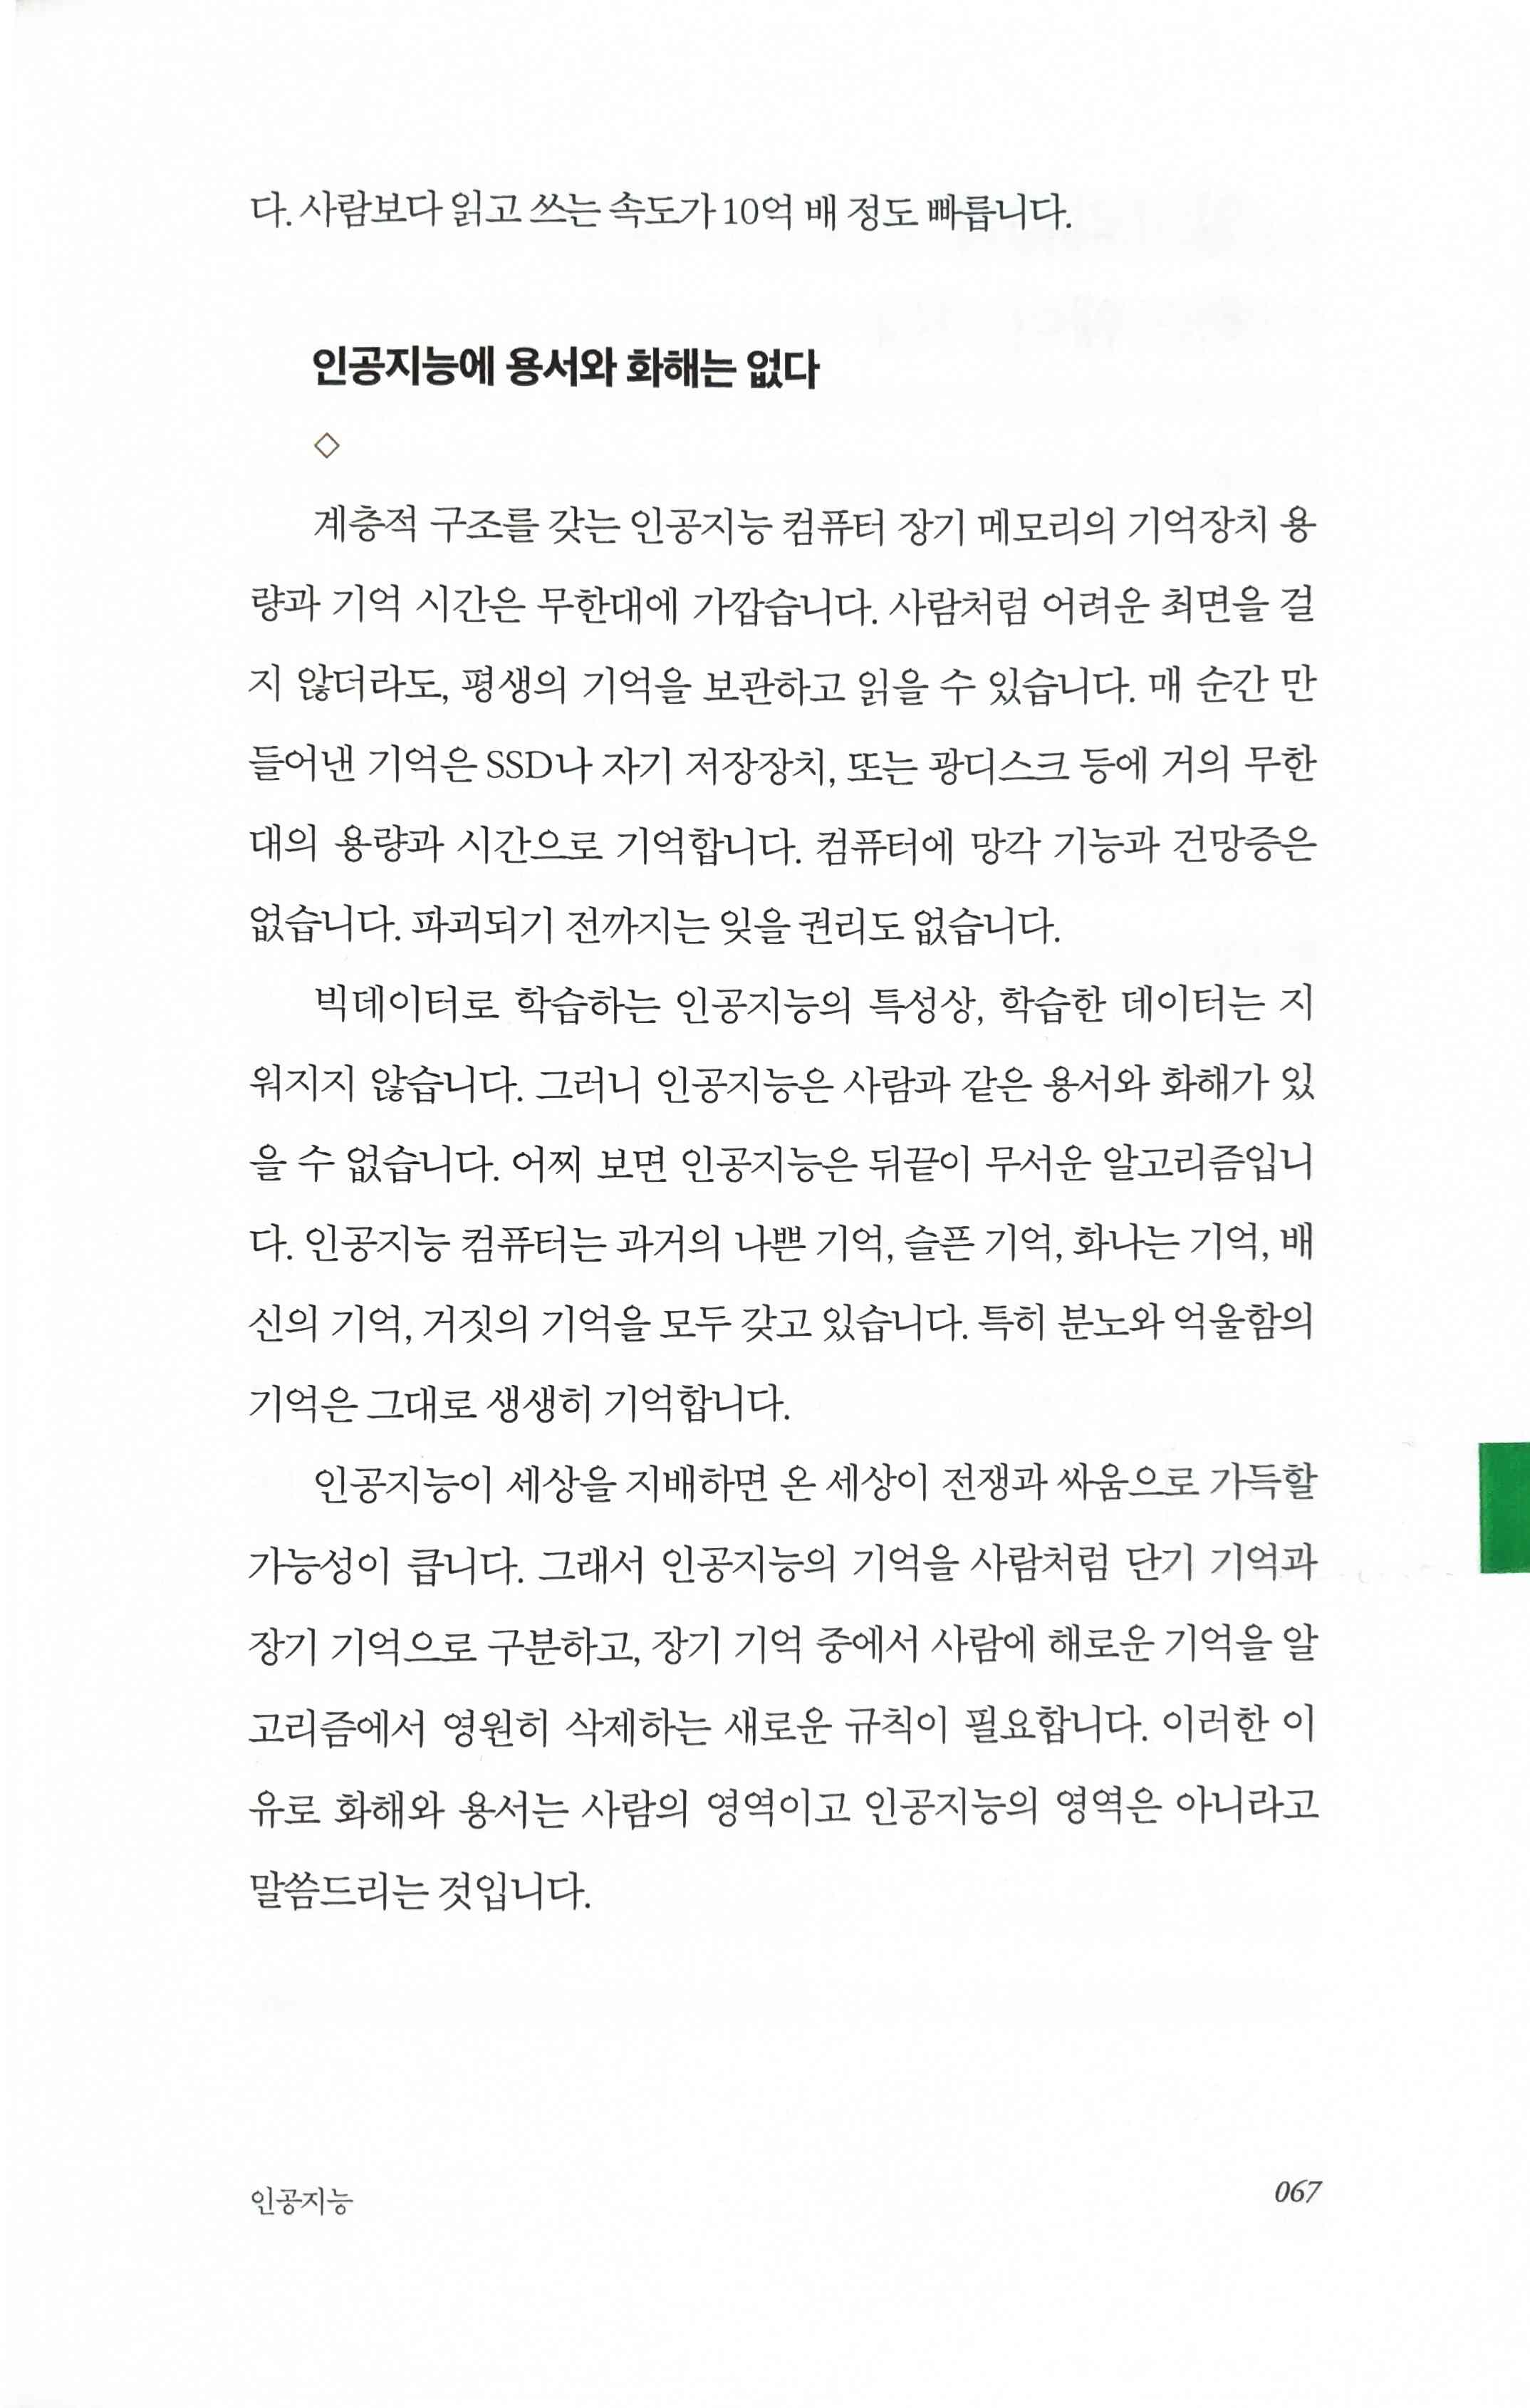 다. 사람보다 읽고 쓰는 속도가 10억 배 정도 빠릅니다.
인공지능에 용서와 화해는 없다
계층적 구조를 갖는 인공지능 컴퓨터 장기 메모리의 기억장치 용
량과 기억 시간은 무한대에 가깝습니다. 사람처럼 어려운 최면을 걸
지 않더라도, 평생의 기억을 보관하고 읽을 수 있습니다. 매 순간 만
들어낸 기억은 SSD나 자기 저장장치, 또는 광디스크 등에 거의 무한
대의 용량과 시간으로 기억합니다. 컴퓨터에 망각 기능과 건망증은
없습니다. 파괴되기 전까지는 잊을 권리도 없습니다.
빅데이터로 학습하는 인공지능의 특성상, 학습한 데이터는 지
워지지 않습니다. 그러니 인공지능은 사람과 같은 용서와 화해가 있
을 수 없습니다. 어찌 보면 인공지능은 뒤끝이 무서운 알고리즘입니
다. 인공지능 컴퓨터는 과거의 나쁜 기억, 슬픈 기억, 화나는 기억, 배
신의 기억, 거짓의 기억을 모두 갖고 있습니다. 특히 분노와 억울함의
기억은 그대로 생생히 기억합니다.
인공지능이 세상을 지배하면 온 세상이 전쟁과 싸움으로 가득할
가능성이 큽니다. 그래서 인공지능의 기억을 사람처럼 단기 기억과
장기 기억으로 구분하고, 장기 기억 중에서 사람에 해로운 기억을 알
고리즘에서 영원히 삭제하는 새로운 규칙이 필요합니다. 이러한 이
유로 화해와 용서는 사람의 영역이고 인공지능의 영역은 아니라고
말씀드리는 것입니다.
인공지능
067